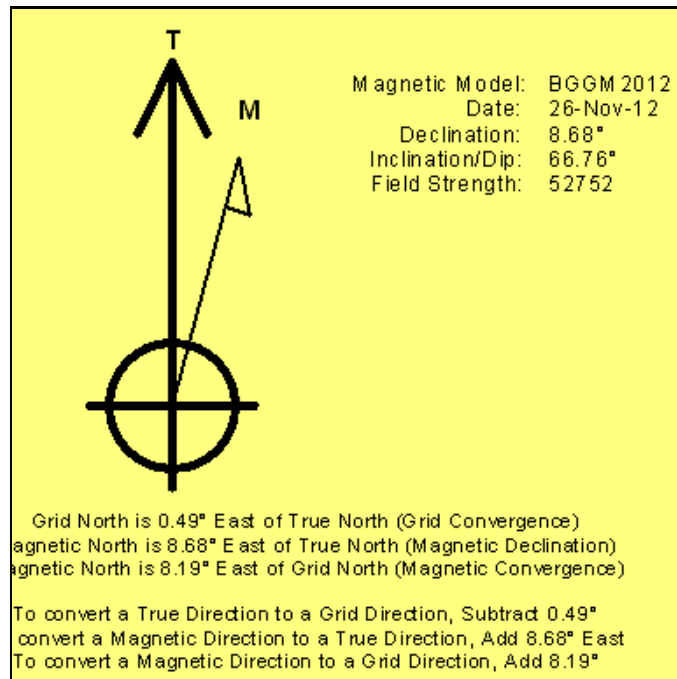 T
M
Magnetic Model: BGGM2012
Date: 26-Nov-12
Declination: 8.68°
Inclination/Dip: 66.76°
Field Strength: 52752
Grid North is 0.49° East of True North (Grid Convergence)
agnetic North is 8.68° East of True North (Magnetic Declination)
agnetic North is 8.19° East of Grid North (Magnetic Convergence)
To convert a True Direction to a Grid Direction, Subtract 0.49°
convert a Magnetic Direction to a True Direction, Add 8.68° East
To convert a Magnetic Direction to a Grid Direction, Add 8.19°